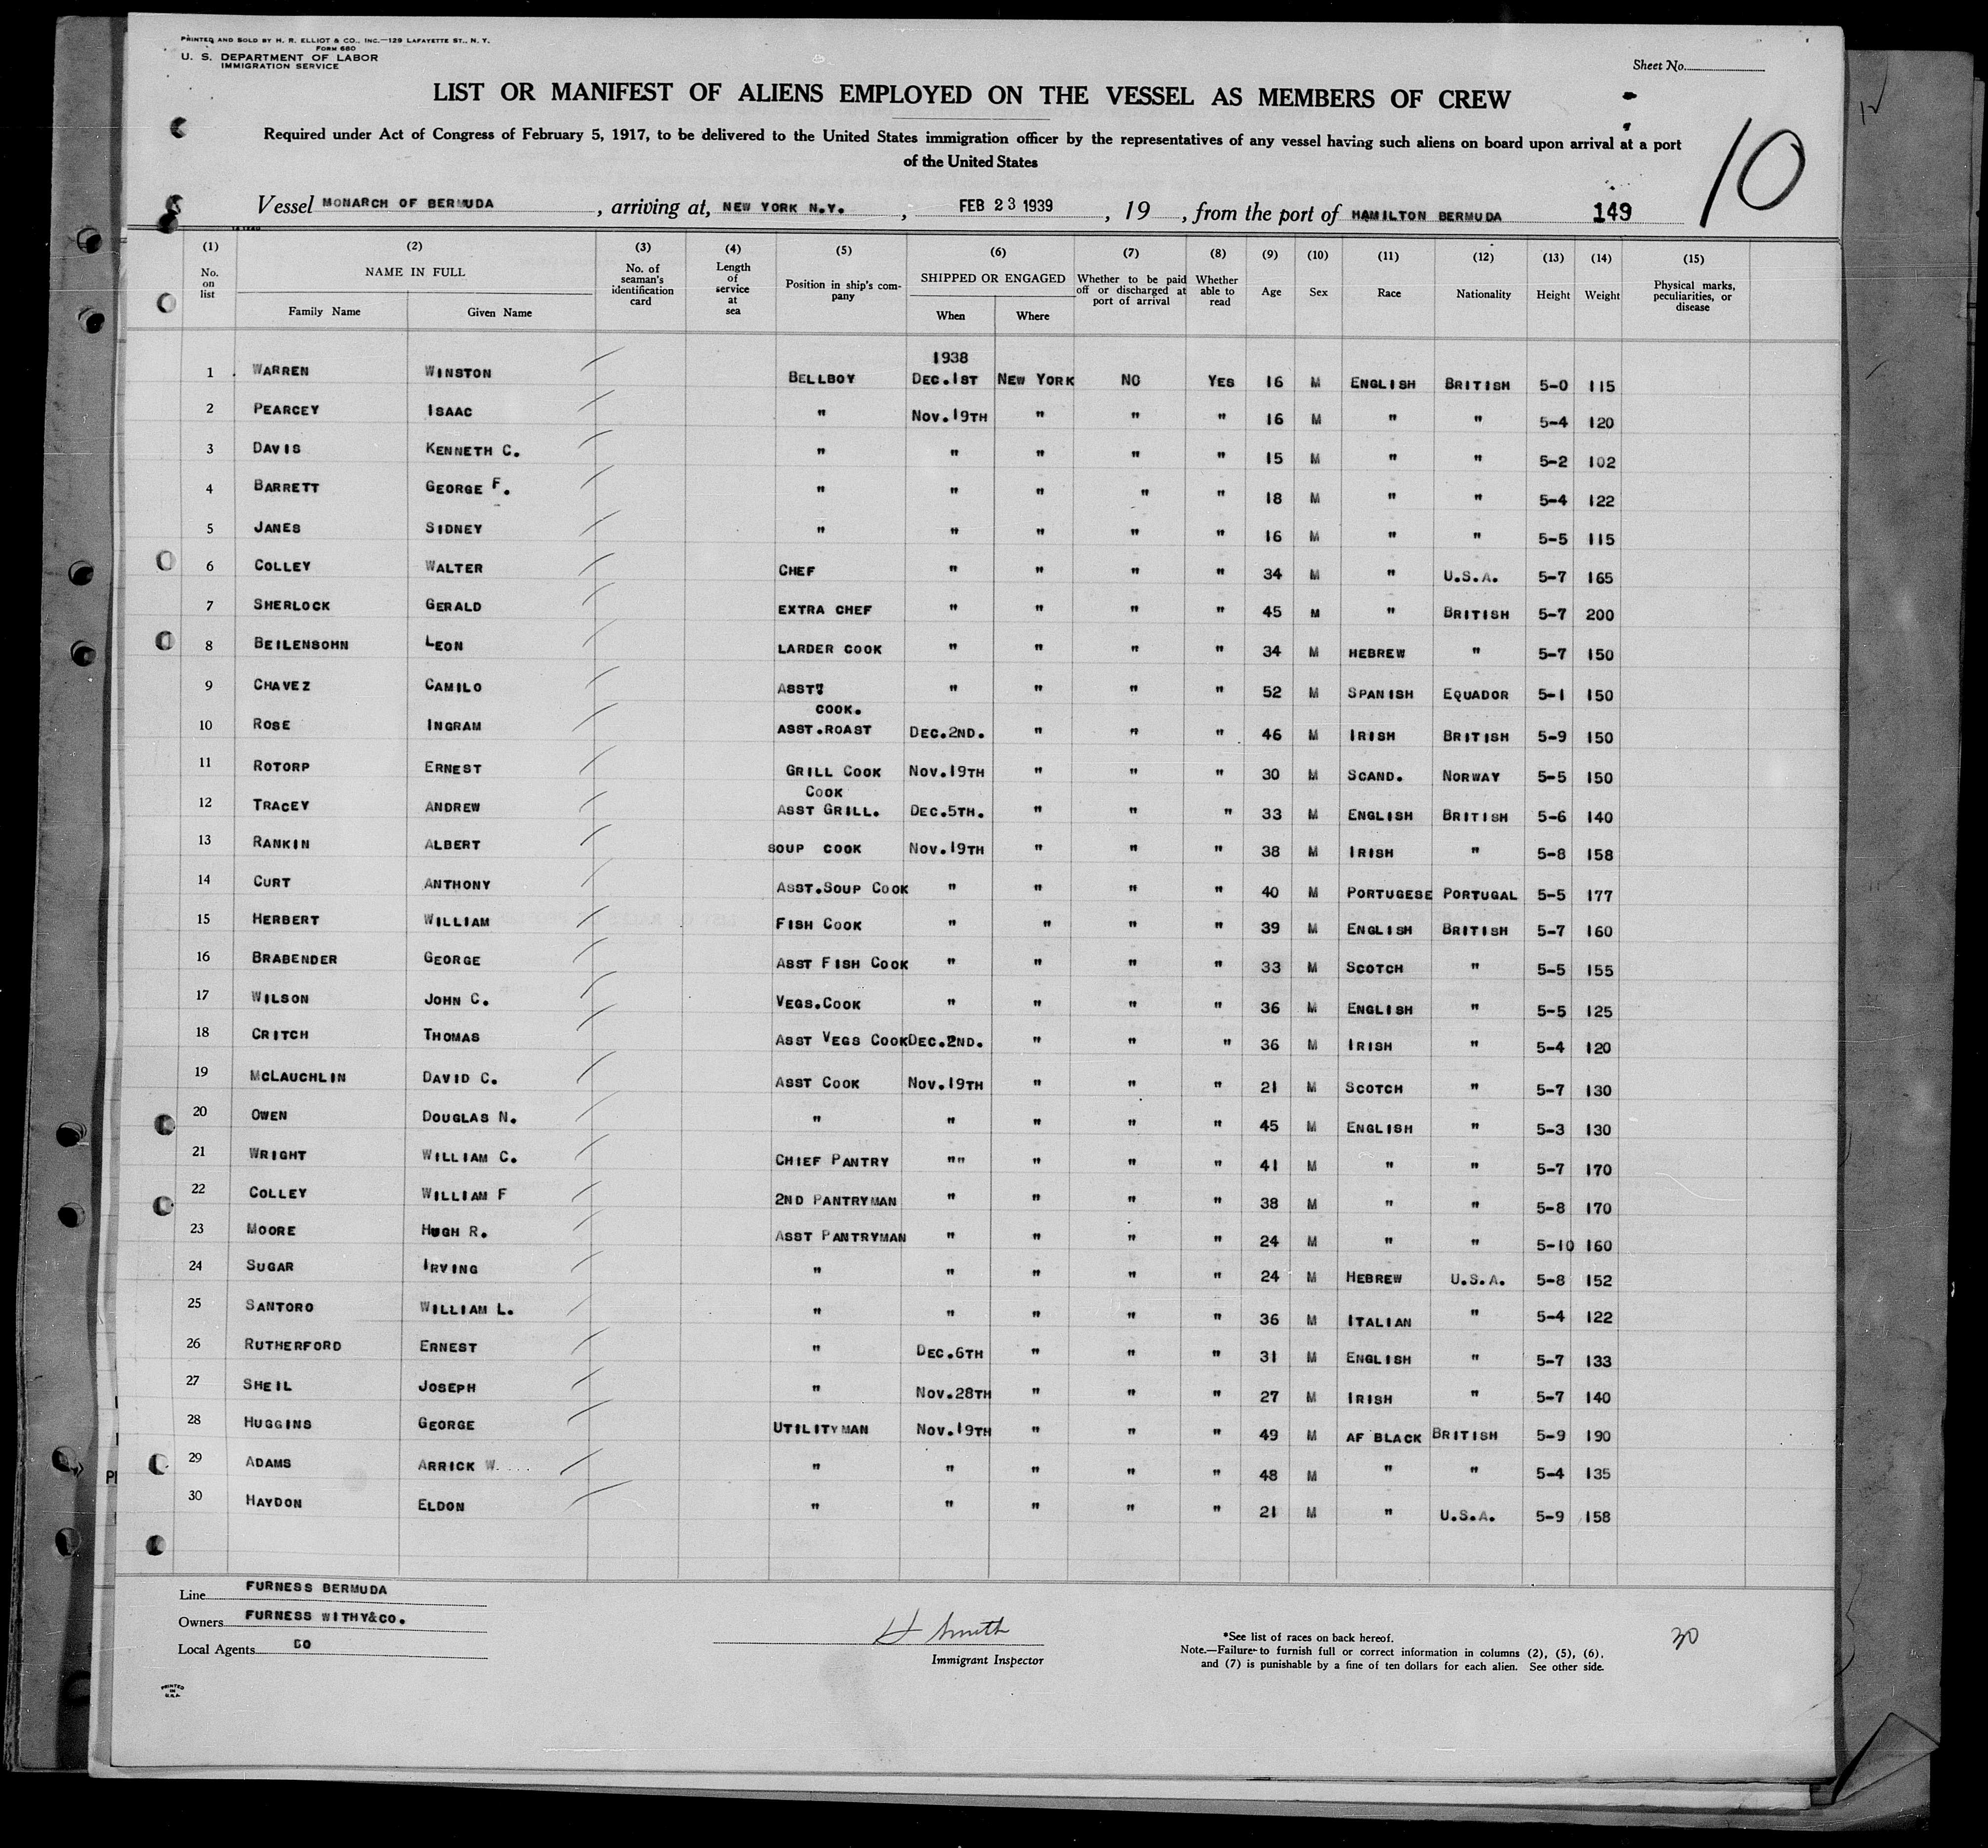 PRINTED AND SOLD BY H. R. ELLIOT & CO., INC.—129 LAFAYETTE ST., N. Y.
FORM 680
U. S. DEPARTMENT OF LABOR
IMMIGRATION SERVICE
Sheet No.
LIST OR MANIFEST OF ALIENS EMPLOYED ON THE VESSEL AS MEMBERS OF CREW
Required under Act of Congress of February 5, 1917, to be delivered to the United States immigration officer by the representatives of any vessel having such aliens on board upon arrival at a port
of the United States
10
Vessel MONARCH OF BERMUDA, arriving at, NEW YORK N.Y., FEB 23 1939, 19 , from the port of HAMILTON BERMUDA 149
(1) (2) (3) (4) (5) (6) (7) (8) (9) (10) (11) (12) (13) (14) (15)
No. on list NAME IN FULL Family Name Given Name No. of seaman's identification card Length of service at sea Position in ship's company SHIPPED OR ENGAGED When Where Whether to be paid off or discharged at port of arrival Whether able to read Age Sex Race Nationality Height Weight Physical marks, peculiarities, or disease
1938
1 WARREN WINSTON BELLBOY DEC.1ST NEW YORK NO YES 16 M ENGLISH BRITISH 5-0 115
2 PEARCEY ISAAC " NOV.19TH " " " 16 M " " 5-4 120
3 DAVIS KENNETH C. " " " " " 15 M " " 5-2 102
4 BARRETT GEORGE F. " " " " " 18 M " " 5-4 122
5 JANES SIDNEY " " " " " 16 M " " 5-5 115
6 COLLEY WALTER CHEF " " " " 34 M " U.S.A. 5-7 165
7 SHERLOCK GERALD EXTRA CHEF " " " " 45 M " BRITISH 5-7 200
8 BEILENSOHN LEON LARDER COOK " " " " 34 M HEBREW " 5-7 150
9 CHAVEZ CAMILO ASST" " " " " 52 M SPANISH EQUADOR 5-1 150
COOK.
10 ROSE INGRAM ASST.ROAST DEC.2ND. " " " 46 M IRISH BRITISH 5-9 150
11 ROTORP ERNEST GRILL COOK NOV.19TH " " " 30 M SCAND. NORWAY 5-5 150
COOK
12 TRACEY ANDREW ASST GRILL. DEC.5TH. " " " 33 M ENGLISH BRITISH 5-6 140
13 RANKIN ALBERT SOUP COOK NOV.19TH " " " 38 M IRISH " 5-8 158
14 CURT ANTHONY ASST.SOUP COOK " " " " 40 M PORTUGESE PORTUGAL 5-5 177
15 HERBERT WILLIAM FISH COOK " " " " 39 M ENGLISH BRITISH 5-7 160
16 BRABENDER GEORGE ASST FISH COOK " " " " 33 M SCOTCH " 5-5 155
17 WILSON JOHN C. VEGS.COOK " " " " 36 M ENGLISH " 5-5 125
18 CRITCH THOMAS ASST VEGS COOK DEC.2ND. " " " 36 M IRISH " 5-4 120
19 MCLAUCHLIN DAVID C. ASST COOK NOV.19TH " " " 21 M SCOTCH " 5-7 130
20 OWEN DOUGLAS N. " " " " " 45 M ENGLISH " 5-3 130
21 WRIGHT WILLIAM C. CHIEF PANTRY "" " " " 41 M " " 5-7 170
22 COLLEY WILLIAM F 2ND PANTRYMAN " " " " 38 M " " 5-8 170
23 MOORE HUGH R. ASST PANTRYMAN " " " " 24 M " " 5-10 160
24 SUGAR IRVING " " " " " 24 M HEBREW U.S.A. 5-8 152
25 SANTORO WILLIAM L. " " " " " 36 M ITALIAN " 5-4 122
26 RUTHERFORD ERNEST " DEC.6TH " " " 31 M ENGLISH " 5-7 133
27 SHEIL JOSEPH " NOV.28TH " " " 27 M IRISH " 5-7 140
28 HUGGINS GEORGE UTILITYMAN NOV.19TH " " " 49 M AF BLACK BRITISH 5-9 190
29 ADAMS ARRICK W. " " " " " 48 M " " 5-4 135
30 HAYDON ELDON " " " " " 21 M " U.S.A. 5-9 158
Line FURNESS BERMUDA
Owners FURNESS WITHY&CO.
Local Agents DO
H Smith
Immigrant Inspector
*See list of races on back hereof.
Note.—Failure to furnish full or correct information in columns (2), (5), (6),
and (7) is punishable by a fine of ten dollars for each alien. See other side.
30
PRINTED
IN
U.S.A.